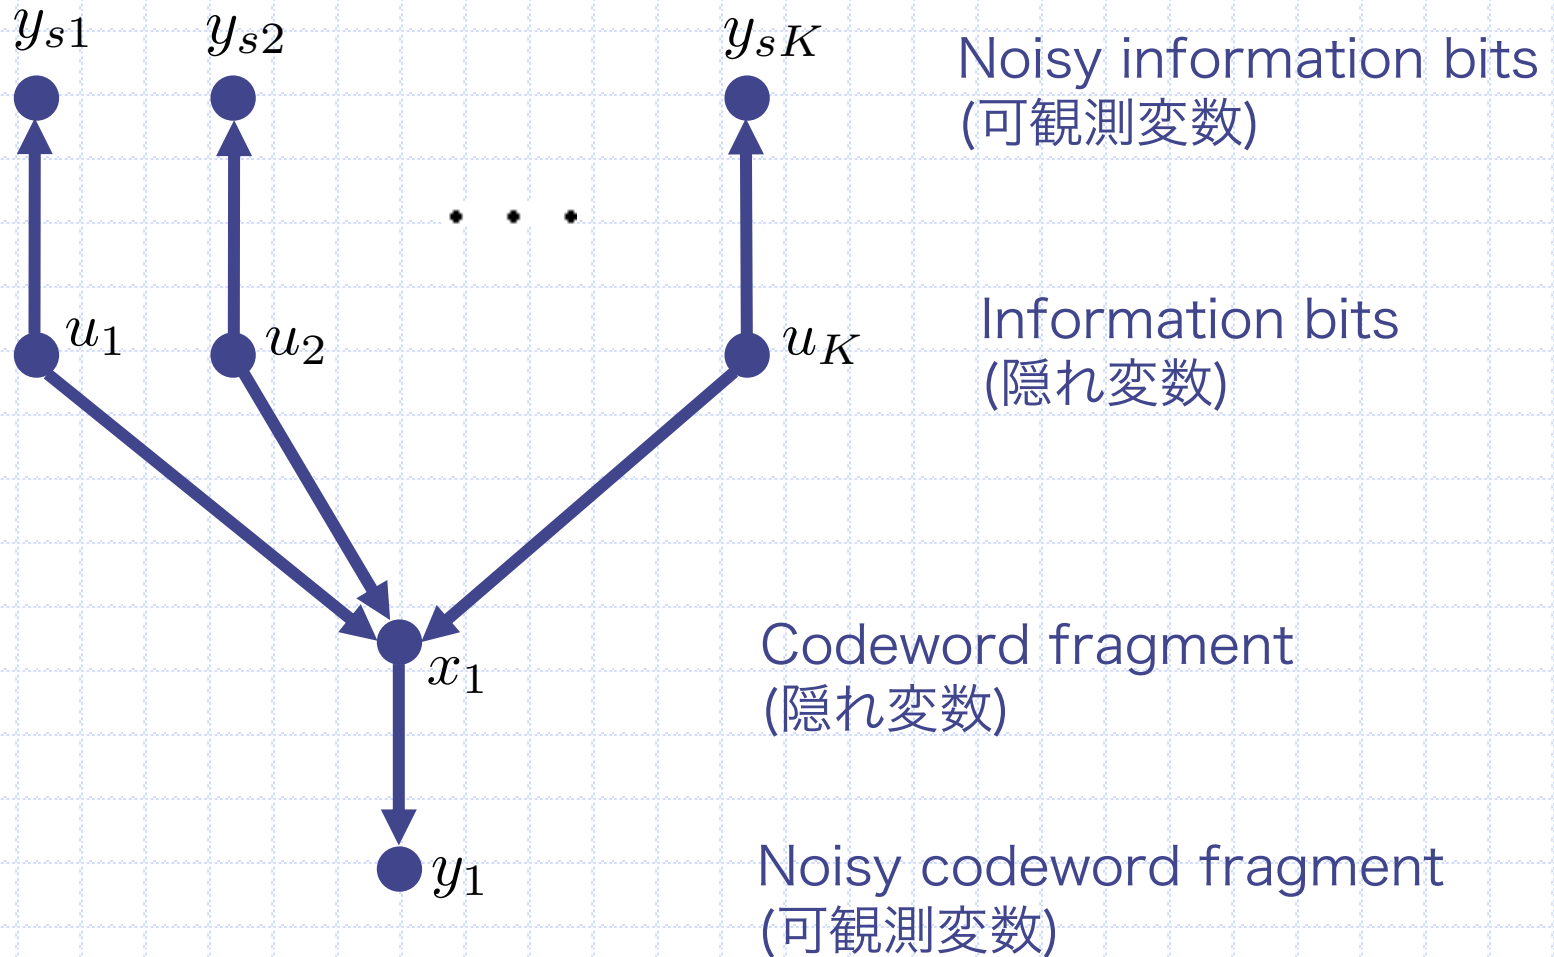 y_{s1} y_{s2} y_{sK}
Noisy information bits
(可観測変数)
. . .
u_1 u_2 u_K
Information bits
(隠れ変数)
x_1
Codeword fragment
(隠れ変数)
y_1
Noisy codeword fragment
(可観測変数)